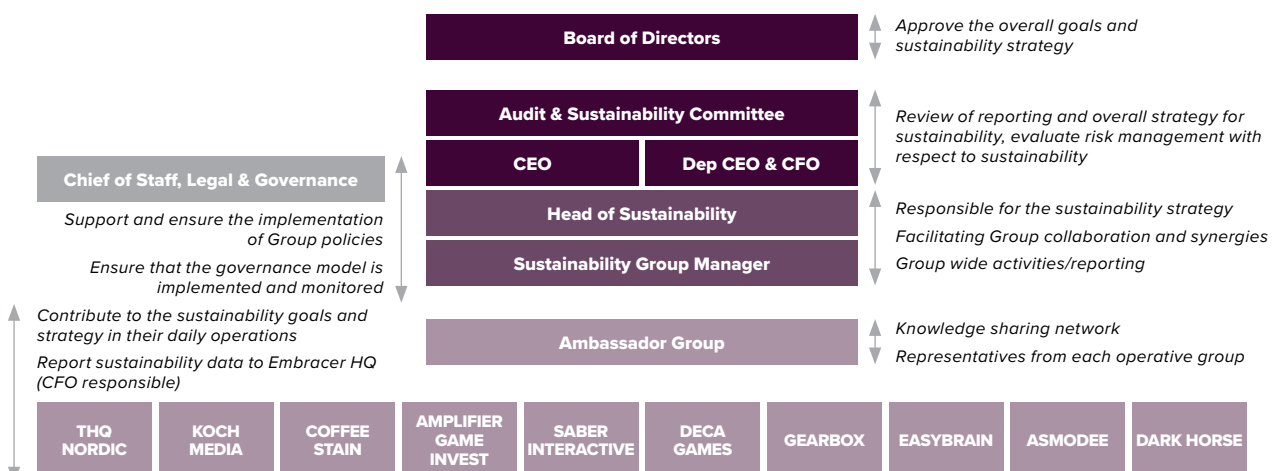 Board of Directors
Approve the overall goals and
sustainability strategy
Audit & Sustainability Committee
CEO
Dep CEO & CFO
Review of reporting and overall strategy for
sustainability, evaluate risk management with
respect to sustainability
Chief of Staff, Legal & Governance
Support and ensure the implementation
of Group policies
Ensure that the governance model is
implemented and monitored
Head of Sustainability
Sustainability Group Manager
Responsible for the sustainability strategy
Facilitating Group collaboration and synergies
Group wide activities/reporting
Contribute to the sustainability goals and
strategy in their daily operations
Report sustainability data to Embracer HQ
(CFO responsible)
Ambassador Group
Knowledge sharing network
Representatives from each operative group
THQ
NORDIC
KOCH
MEDIA
COFFEE
STAIN
AMPLIFIER
GAME
INVEST
SABER
INTERACTIVE
DECA
GAMES
GEARBOX
EASYBRAIN
ASMODEE
DARK HORSE